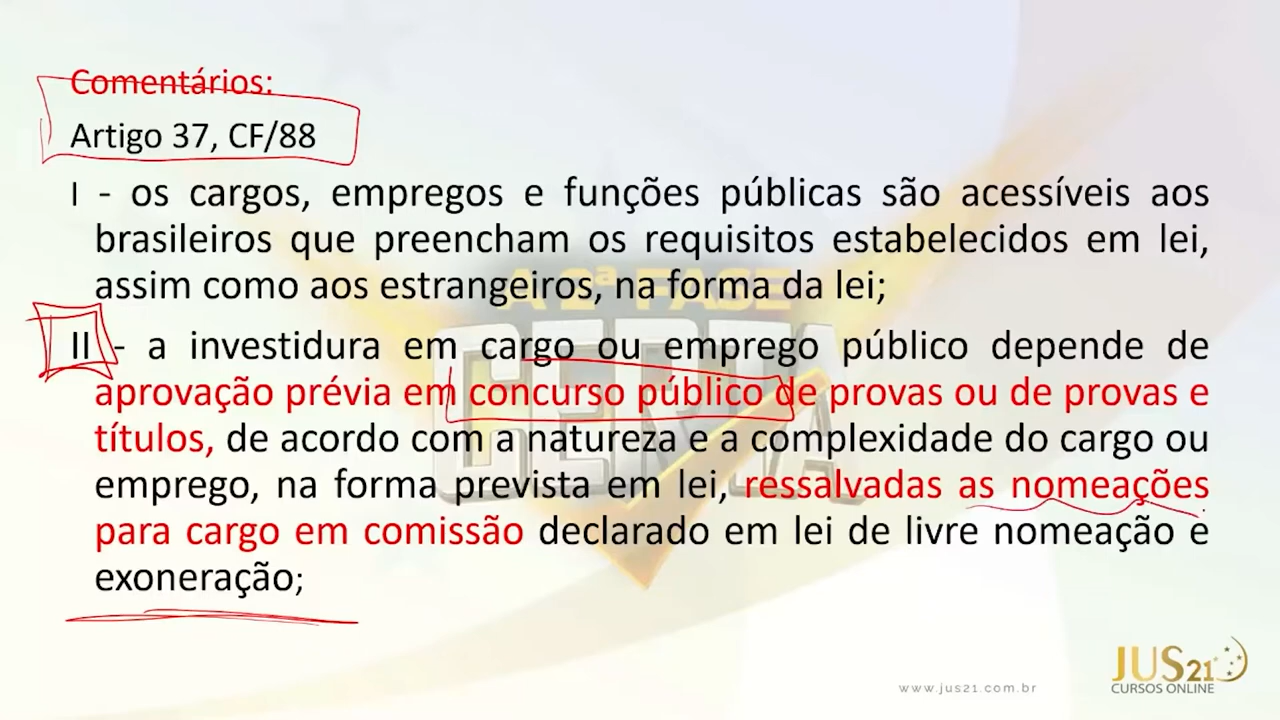 Comentários:
Artigo 37, CF/88
I - os cargos, empregos e funções públicas são acessíveis aos
brasileiros que preencham os requisitos estabelecidos em lei,
assim como aos estrangeiros, na forma da lei;
II - a investidura em cargo ou emprego público depende de
aprovação prévia em concurso público de provas ou de provas e
títulos, de acordo com a natureza e a complexidade do cargo ou
emprego, na forma prevista em lei, ressalvadas as nomeações
para cargo em comissão declarado em lei de livre nomeação e
exoneração;
A 2ª FASE
CERTA
www.jus21.com.br
JUS21
CURSOS ONLINE